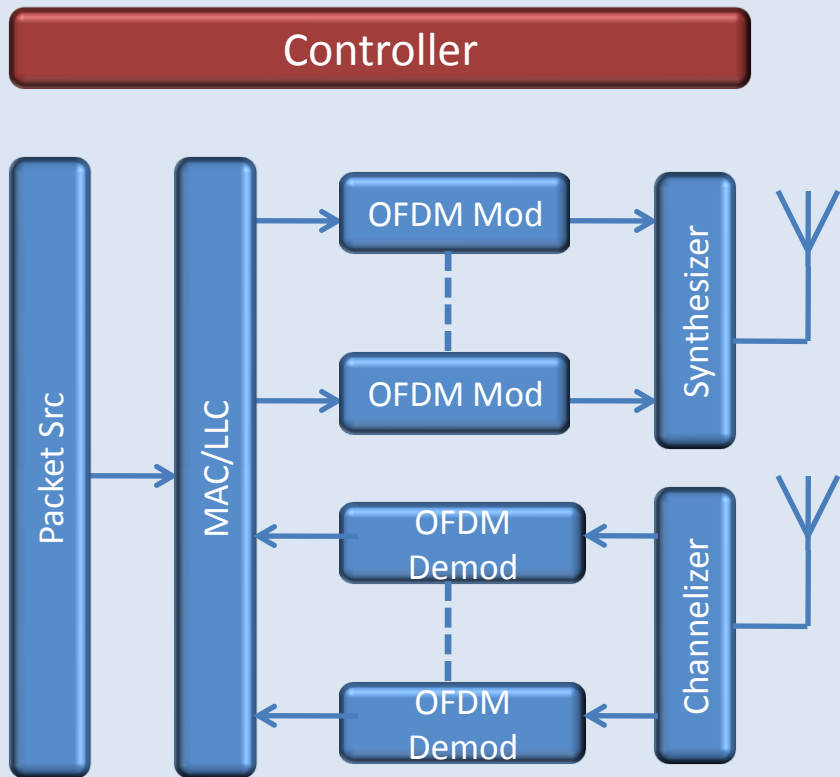 Controller
Packet Src
MAC/LLC
OFDM Mod
OFDM Mod
OFDM
Demod
OFDM
Demod
Synthesizer
Channelizer